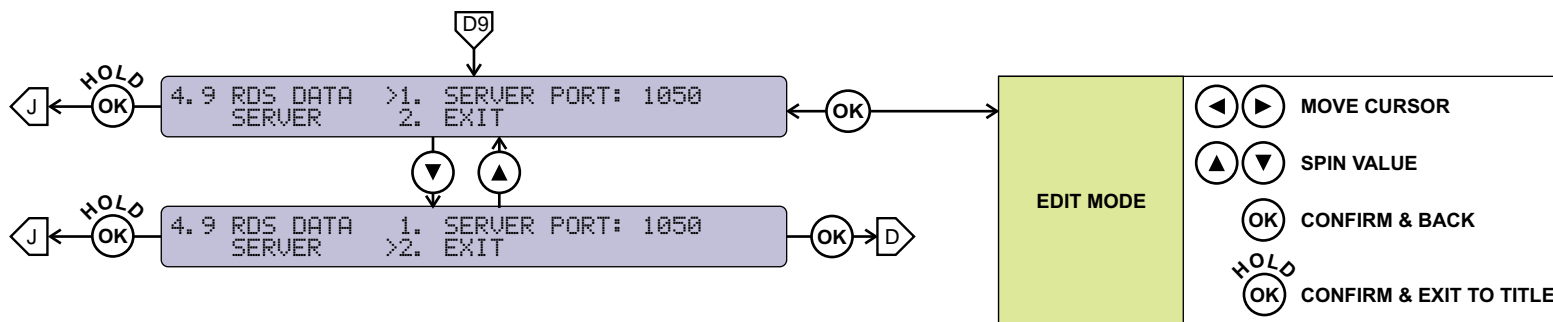 D9
HOLD
J
OK
4.9 RDS DATA >1. SERVER PORT: 1050
SERVER 2. EXIT
OK
HOLD
J
OK
4.9 RDS DATA 1. SERVER PORT: 1050
SERVER >2. EXIT
OK
D
EDIT MODE
MOVE CURSOR
SPIN VALUE
OK CONFIRM & BACK
HOLD
OK CONFIRM & EXIT TO TITLE